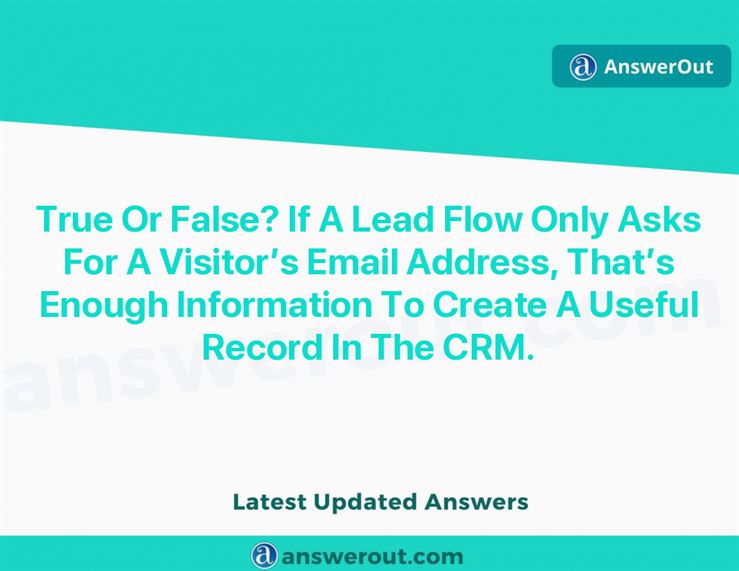 AnswerOut
True Or False? If A Lead Flow Only Asks
For A Visitor’s Email Address, That’s
Enough Information To Create A Useful
Record In The CRM.
answerout.com
Latest Updated Answers
answerout.com